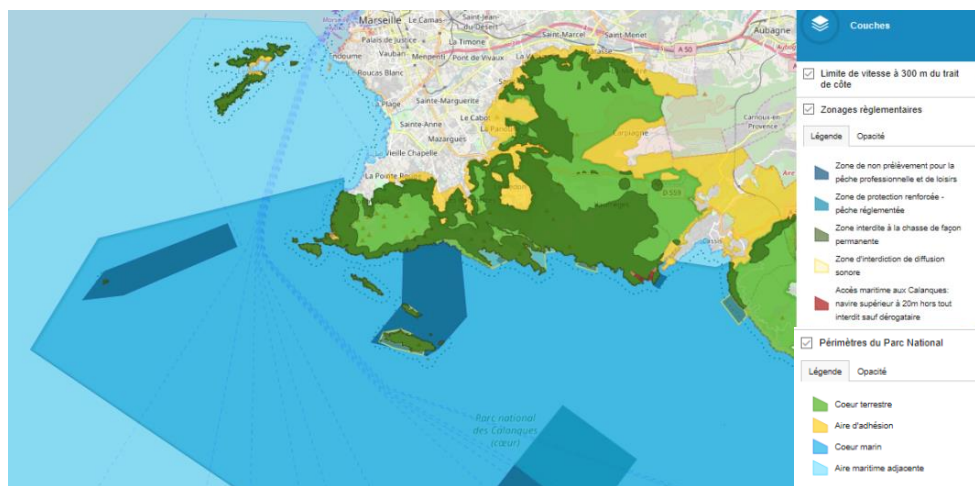 Marseille
Le Camas
Saint-Jean
du Désert
Palais de Justice
La Timone
Saint-Marcel
Saint-Menet
Aubagne
A 50
Vauban
Menpenti
Pont de Vivaux
Roucas Blanc
Sainte-Marguerite
Sainte-Anne
Le Cabot
Mazargues
Vieille Chapelle
La Pointe Rouge
Carpiagne
Carnoux-en-
Provence
D 559
Cassis
Parc national
des Calanques
(cœur)
Couches
Limite de vitesse à 300 m du trait
de côte
Zonages règlementaires
Légende
Opacité
Zone de non prélèvement pour la
pêche professionnelle et de loisirs
Zone de protection renforcée -
pêche réglementée
Zone interdite à la chasse de façon
permanente
Zone d'interdiction de diffusion
sonore
Accès maritime aux Calanques:
navire supérieur à 20m hors tout
interdit sauf dérogataire
Périmètres du Parc National
Légende
Opacité
Coeur terrestre
Aire d'adhésion
Coeur marin
Aire maritime adjacente